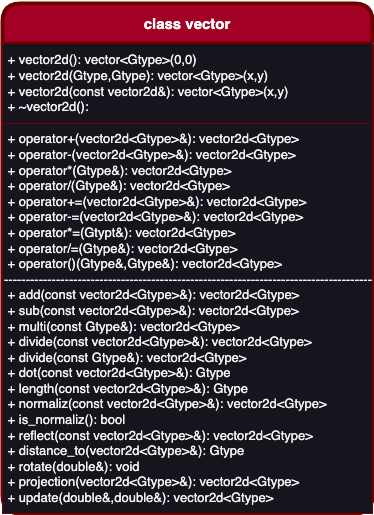 class vector
+ vector2d(): vector<Gtype>(0,0)
+ vector2d(Gtype,Gtype): vector<Gtype>(x,y)
+ vector2d(const vector2d&): vector<Gtype>(x,y)
+ ~vector2d():
+ operator+(vector2d<Gtype>&): vector2d<Gtype>
+ operator-(vector2d<Gtype>&): vector2d<Gtype>
+ operator*(Gtype&): vector2d<Gtype>
+ operator/(Gtype&): vector2d<Gtype>
+ operator+=(vector2d<Gtype>&): vector2d<Gtype>
+ operator-=(vector2d<Gtype>&): vector2d<Gtype>
+ operator*=(Gtypt&): vector2d<Gtype>
+ operator/=(Gtype&): vector2d<Gtype>
+ operator()(Gtype&,Gtype&): vector2d<Gtype>
+ add(const vector2d<Gtype>&): vector2d<Gtype>
+ sub(const vector2d<Gtype>&): vector2d<Gtype>
+ multi(const Gtype&): vector2d<Gtype>
+ divide(const vector2d<Gtype>&): vector2d<Gtype>
+ divide(const Gtype&): vector2d<Gtype>
+ dot(const vector2d<Gtype>&): Gtype
+ length(const vector2d<Gtype>&): Gtype
+ normaliz(const vector2d<Gtype>&): vector2d<Gtype>
+ is_normaliz(): bool
+ reflect(const vector2d<Gtype>&): vector2d<Gtype>
+ distance_to(vector2d<Gtype>&): Gtype
+ rotate(double&): void
+ projection(vector2d<Gtype>&): vector2d<Gtype>
+ update(double&,double&): vector2d<Gtype>